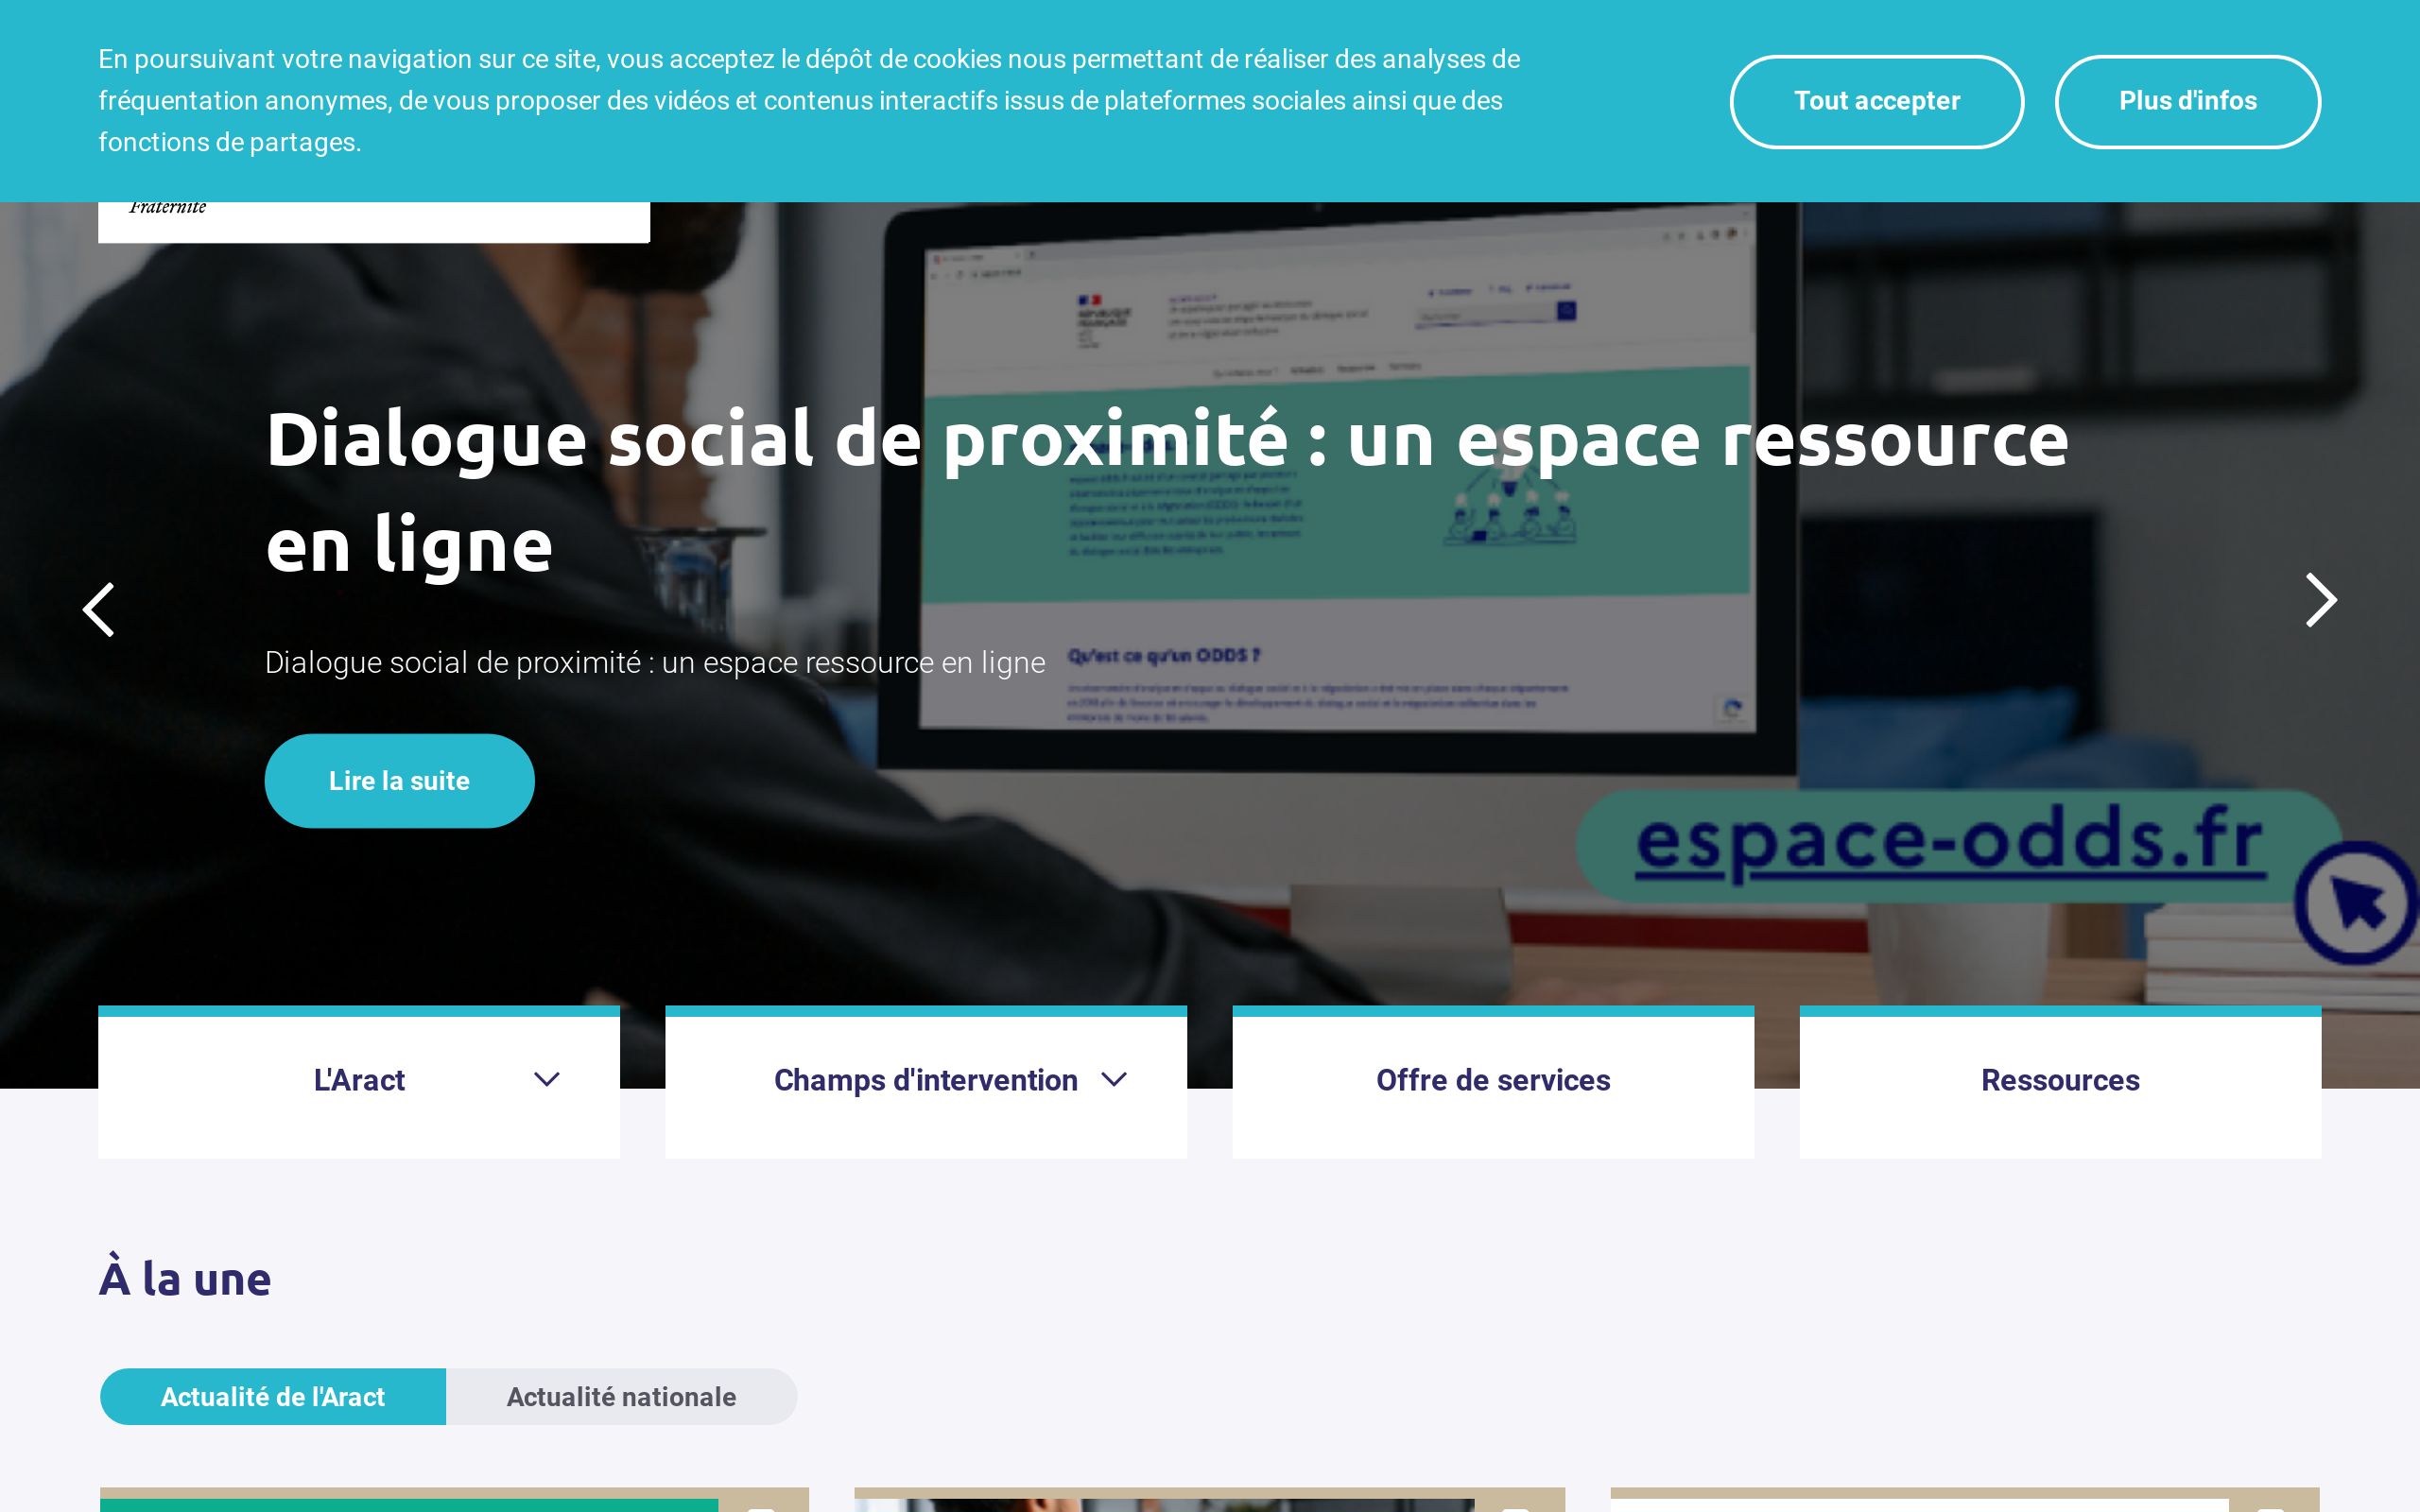 En poursuivant votre navigation sur ce site, vous acceptez le dépôt de cookies nous permettant de réaliser des analyses de
fréquentation anonymes, de vous proposer des vidéos et contenus interactifs issus de plateformes sociales ainsi que des
fonctions de partages.
Tout accepter
Plus d'infos
Fraternité
Dialogue social de proximité : un espace ressource
en ligne
Dialogue social de proximité : un espace ressource en ligne
Qu'est ce qu'un ODDS ?
Lire la suite
espace-odds.fr
L'Aract
Champs d'intervention
Offre de services
Ressources
À la une
Actualité de l'Aract
Actualité nationale